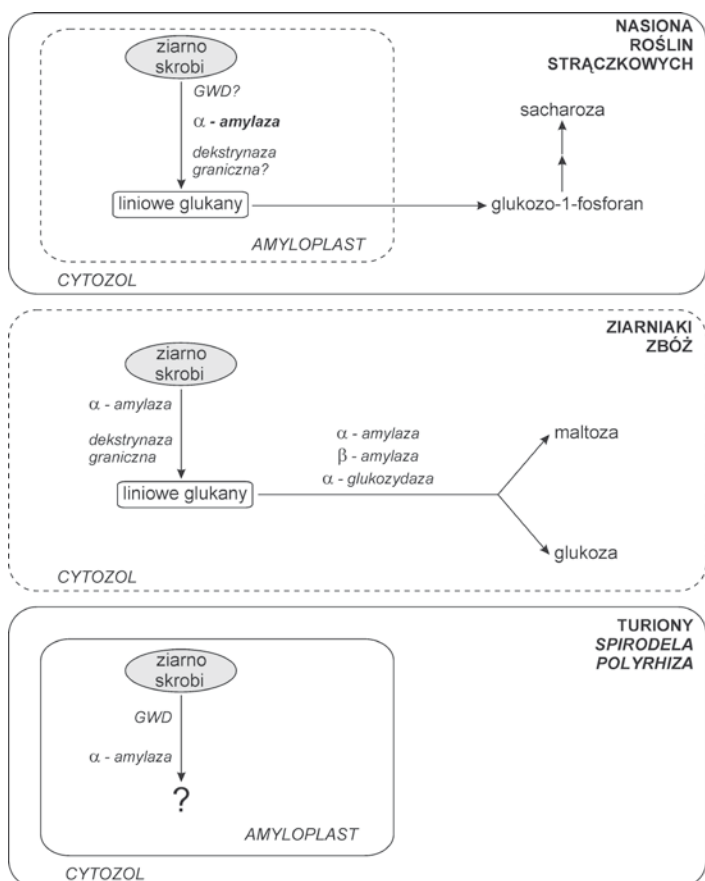 NASIONA
ROŚLIN
STRĄCZKOWYCH
ziarno
skrobi
GWD?
α - amylaza
dekstrynaza
graniczna?
liniowe glukany
sacharoza
glukozo-1-fosforan
AMYLOPLAST
CYTOZOL
ZIARNIAKI
ZBÓŻ
ziarno
skrobi
α - amylaza
dekstrynaza
graniczna
liniowe glukany
α - amylaza
β - amylaza
α - glukozydaza
maltoza
glukoza
CYTOZOL
TURIONY
SPIRODELA
POLYRHIZA
ziarno
skrobi
GWD
α - amylaza
?
AMYLOPLAST
CYTOZOL